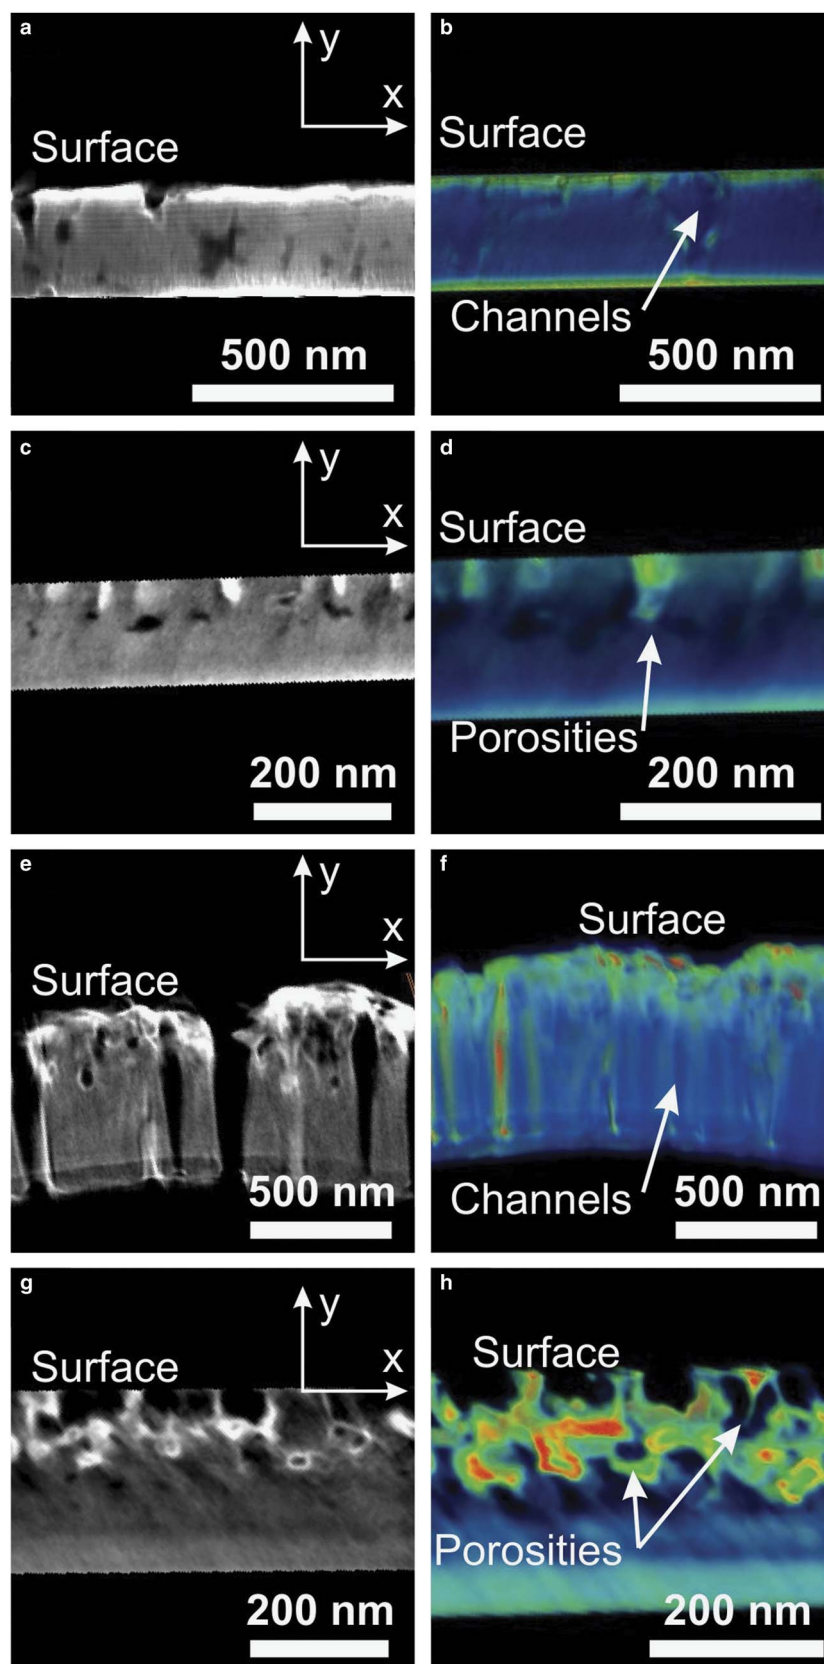 a
y
x
Surface
500 nm
b
Surface
Channels
500 nm
c
y
x
200 nm
d
Surface
Porosities
200 nm
e
y
x
Surface
500 nm
f
Surface
Channels
500 nm
g
y
x
Surface
200 nm
h
Surface
Porosities
200 nm